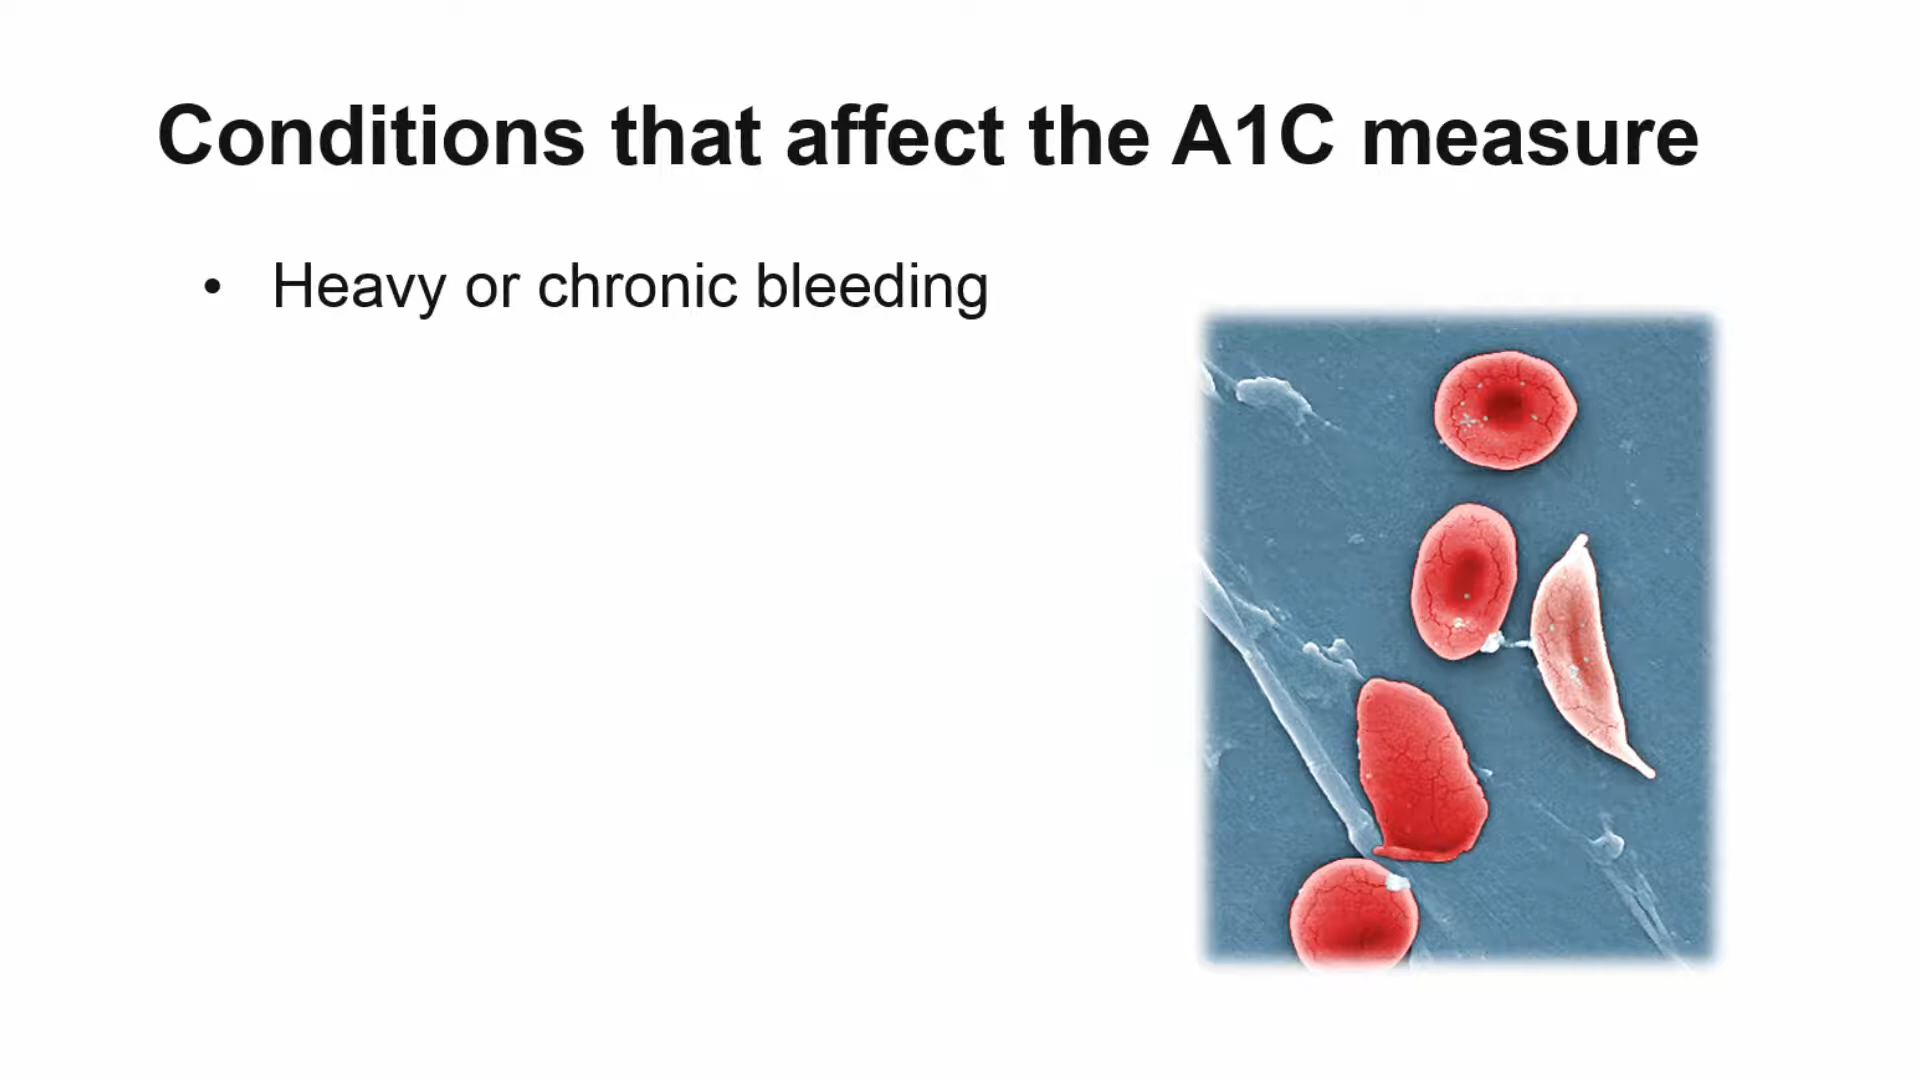 Conditions that affect the A1C measure
• Heavy or chronic bleeding